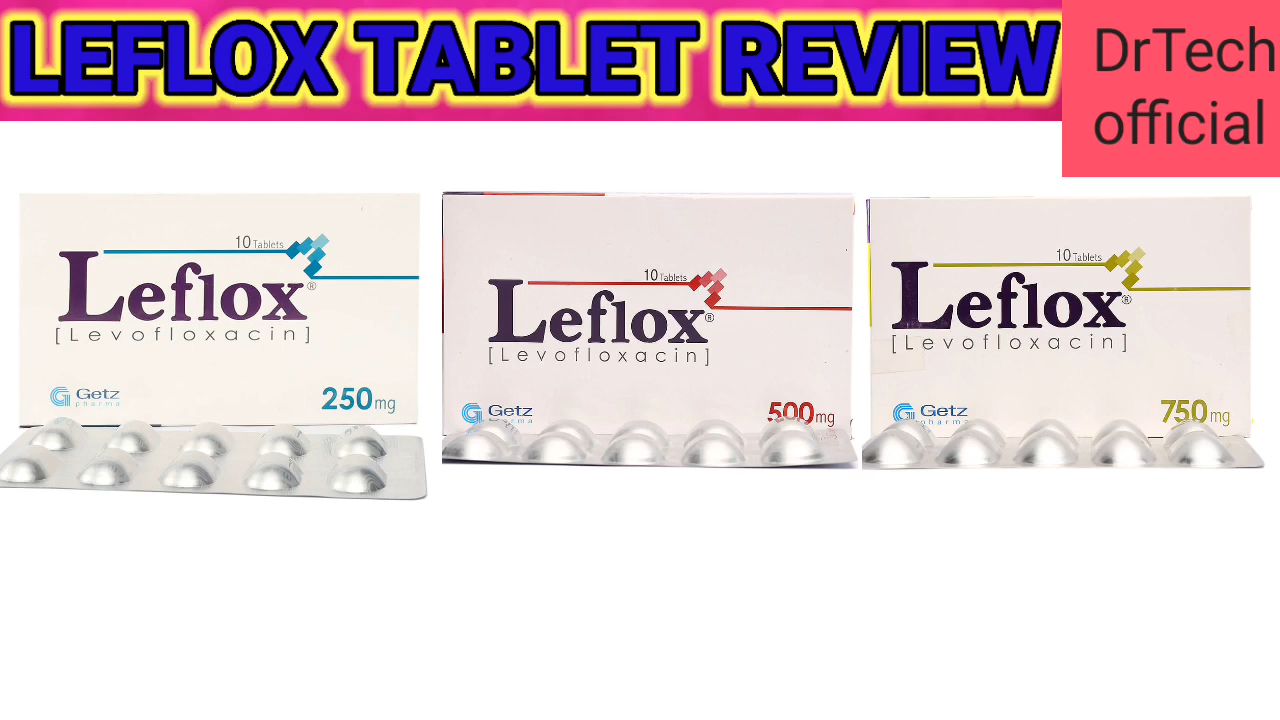 LEFLOX TABLET REVIEW
DrTech
official
10 Tablets
Leflox®
[Levofloxacin]
Getz
pharma
250mg
10 Tablets
Leflox®
[Levofloxacin]
Getz
pharma
500mg
10 Tablets
Leflox®
[Levofloxacin]
Getz
pharma
750mg